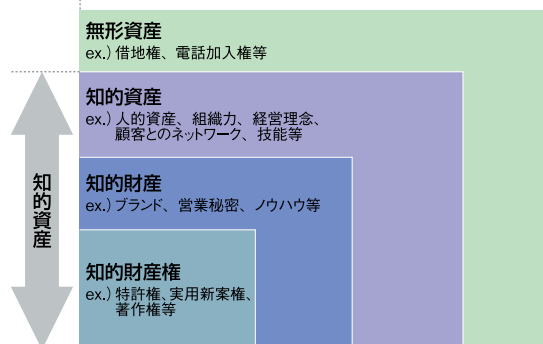 無形資産
ex.）借地権、電話加入権等
知的資産
ex.）人的資産、組織力、経営理念、
顧客とのネットワーク、技能等
知的財産
ex.）ブランド、営業秘密、ノウハウ等
知的財産権
ex.）特許権、実用新案権、
著作権等
知的資産